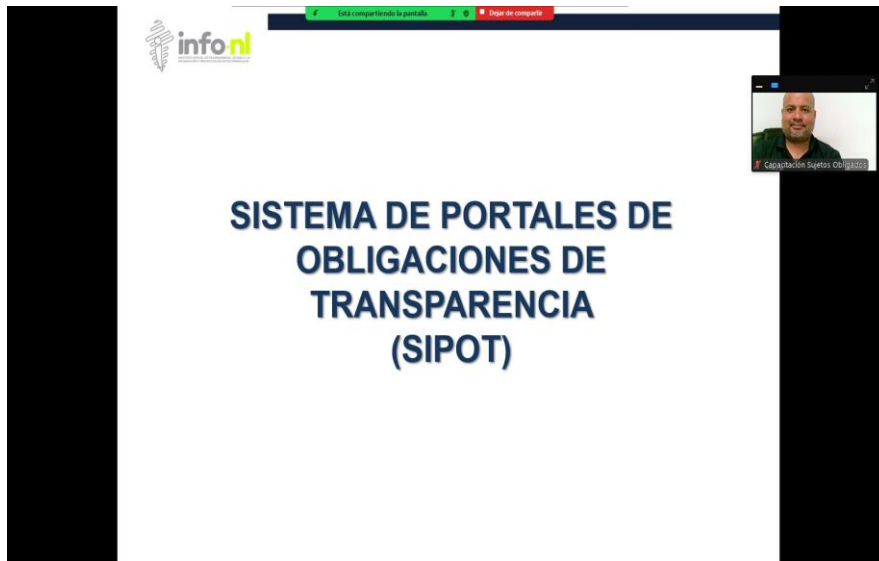 Está compartiendo la pantalla
Dejar de compartir
info nl
Capaptación Sujetos Obligados
SISTEMA DE PORTALES DE
OBLIGACIONES DE
TRANSPARENCIA
(SIPOT)